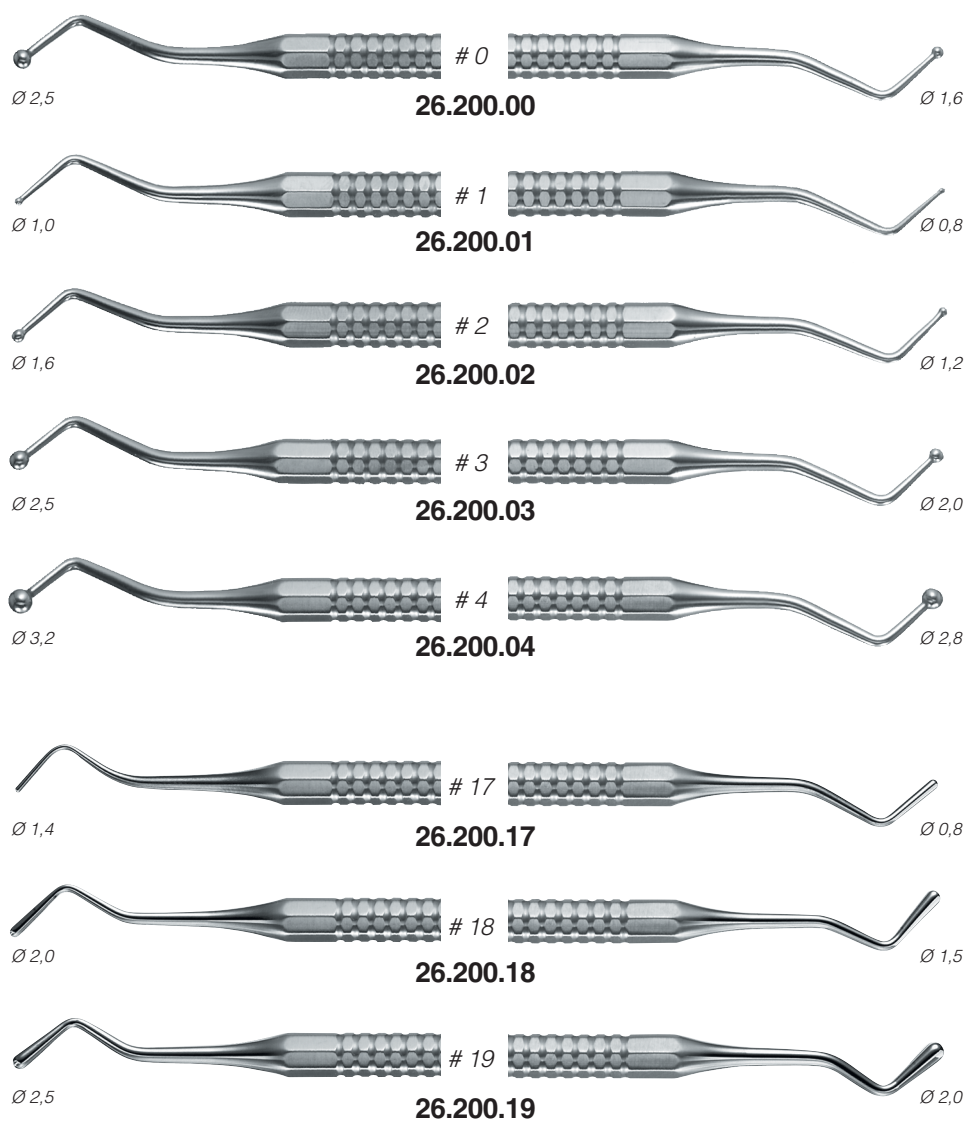 # 0
Ø 2,5
Ø 1,6
26.200.00
# 1
Ø 1,0
Ø 0,8
26.200.01
# 2
Ø 1,6
Ø 1,2
26.200.02
# 3
Ø 2,5
Ø 2,0
26.200.03
# 4
Ø 3,2
Ø 2,8
26.200.04
# 17
Ø 1,4
Ø 0,8
26.200.17
# 18
Ø 2,0
Ø 1,5
26.200.18
# 19
Ø 2,5
Ø 2,0
26.200.19